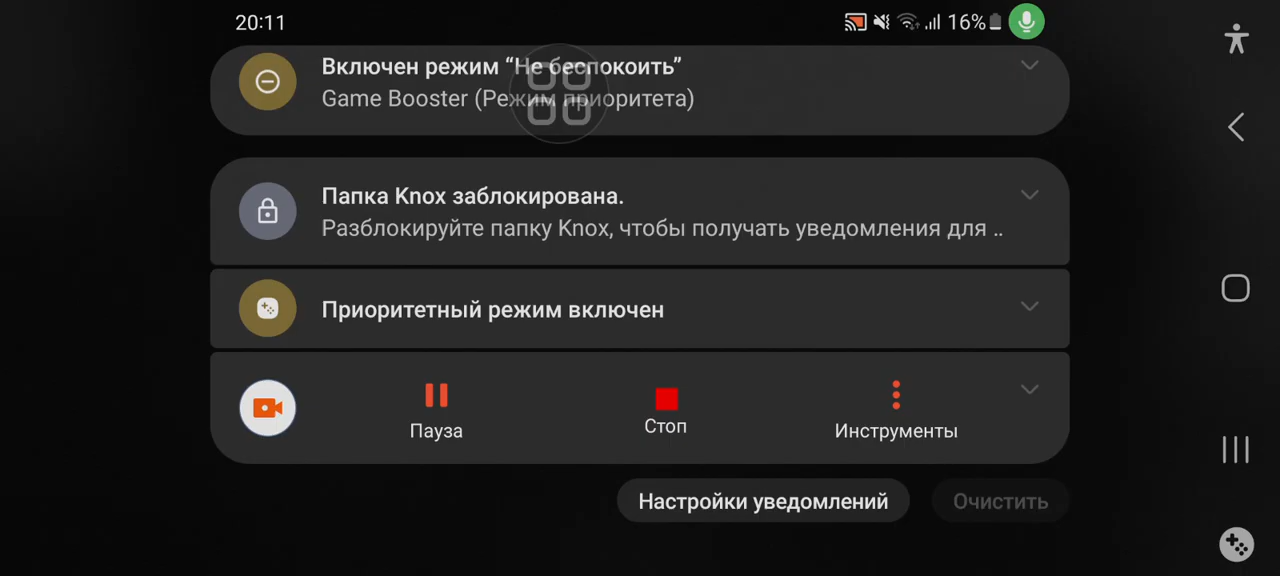 20:11
16%
Включен режим “Не беспокоить”
Game Booster (Режим приоритета)
Папка Knox заблокирована.
Разблокируйте папку Knox, чтобы получать уведомления для ..
Приоритетный режим включен
Пауза
Стоп
Инструменты
Настройки уведомлений
Очистить